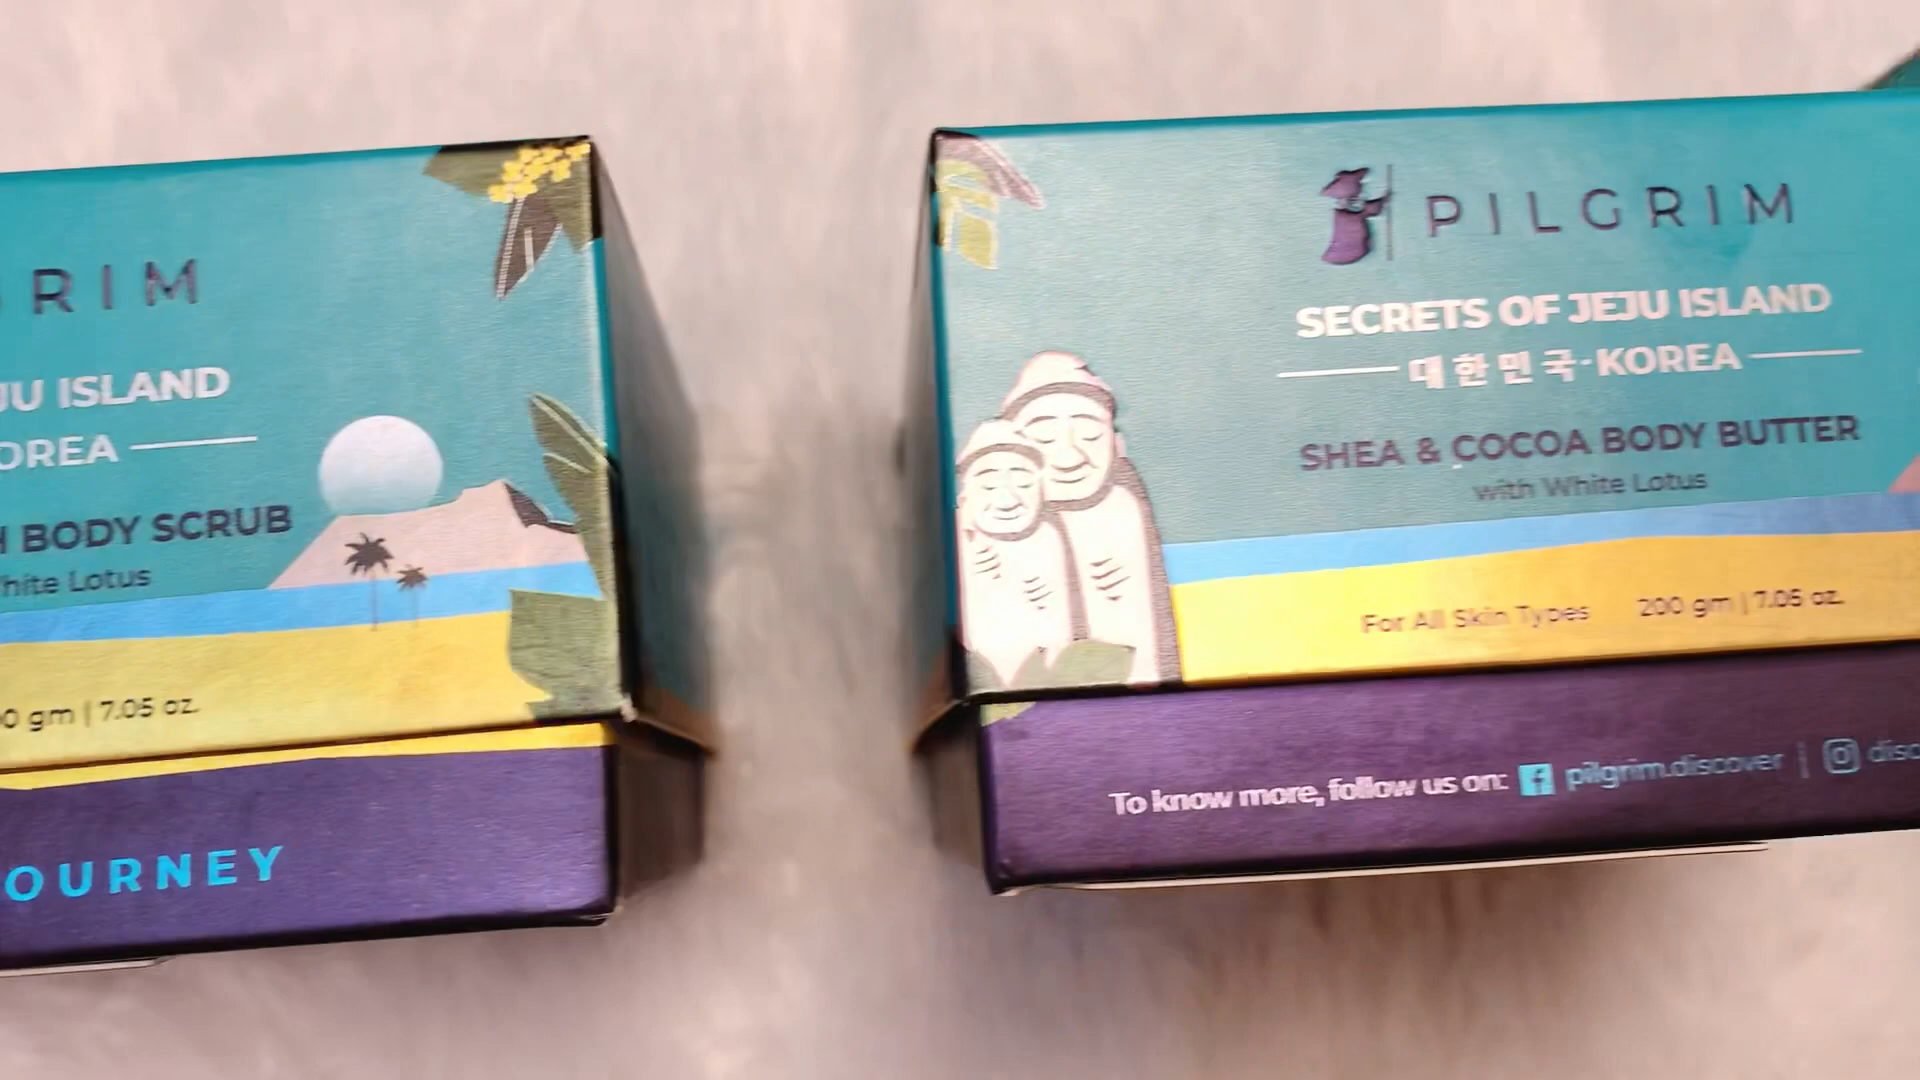 RIM
JU ISLAND
OREA
H BODY SCRUB
hite Lotus
0 gm | 7.05 oz.
OURNEY
PILGRIM
SECRETS OF JEJU ISLAND
대한민국·KOREA
SHEA & COCOA BODY BUTTER
with White Lotus
For All Skin Types 200 gm | 7.05 oz.
To know more, follow us on: pilgrim.discover | disc